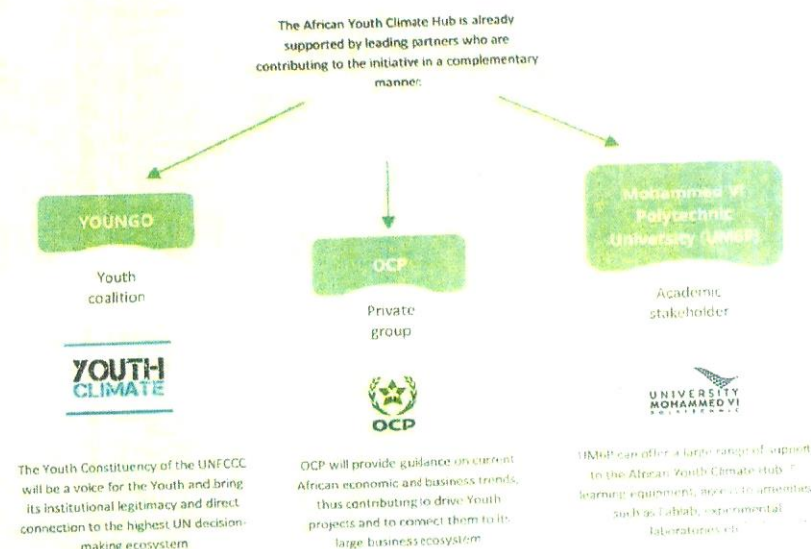 The African Youth Climate Hub is already
supported by leading partners who are
contributing to the initiative in a complementary
manner.
YOUNGO
Youth
coalition
YOUTH
CLIMATE
The Youth Constituency of the UNFCCC
will be a voice for the Youth and bring
its institutional legitimacy and direct
connection to the highest UN decision-
making ecosystem
OCP
Private
group
OCP
OCP will provide guidance on current
African economic and business trends,
thus contributing to drive Youth
projects and to connect them to its
large business ecosystem
Mohammed VI
Polytechnic
University (UM6P)
Academic
stakeholder
UNIVERSITY
MOHAMMED VI
POLYTECHNIC
UM6P can offer a large range of support
to the African Youth Climate Hub
learning equipment, access to amenities
such as Fablab, experimental
laboratories etc